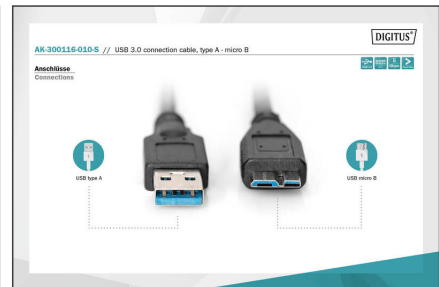 DIGITUS®
AK-300116-010-S // USB 3.0 connection cable, type A - micro B
Anschlüsse
Connections
USB type A
USB micro B